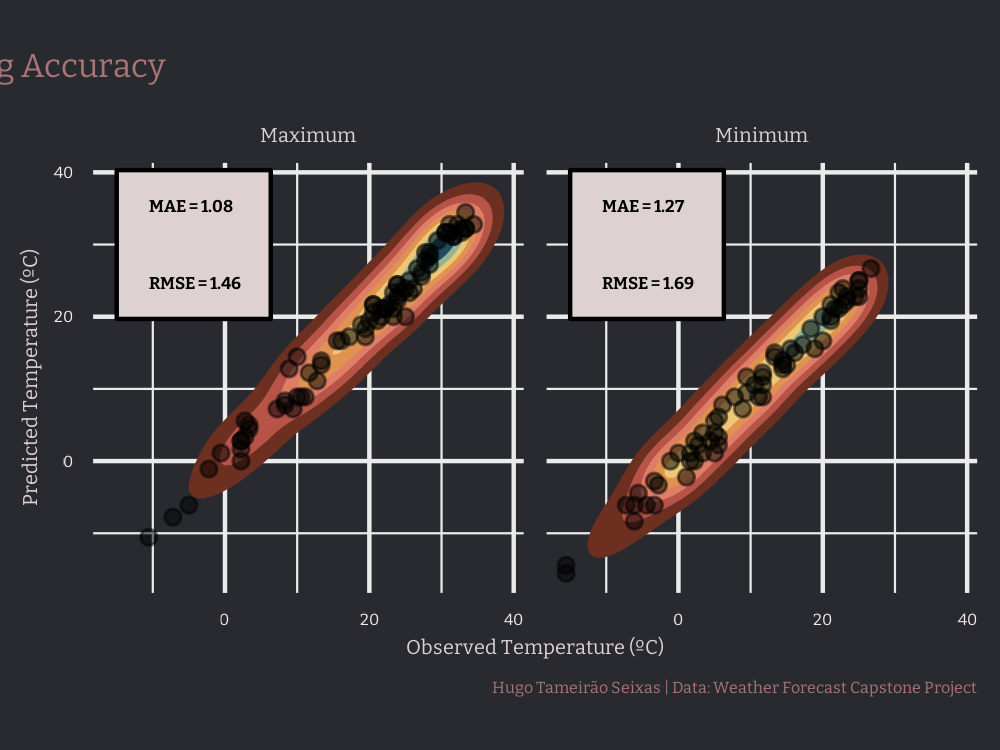 g Accuracy
Maximum
Minimum
40
20
0
Predicted Temperature (ºC)
MAE = 1.08
RMSE = 1.46
MAE = 1.27
RMSE = 1.69
0 20 40
0 20 40
Observed Temperature (ºC)
Hugo Tameirão Seixas | Data: Weather Forecast Capstone Project